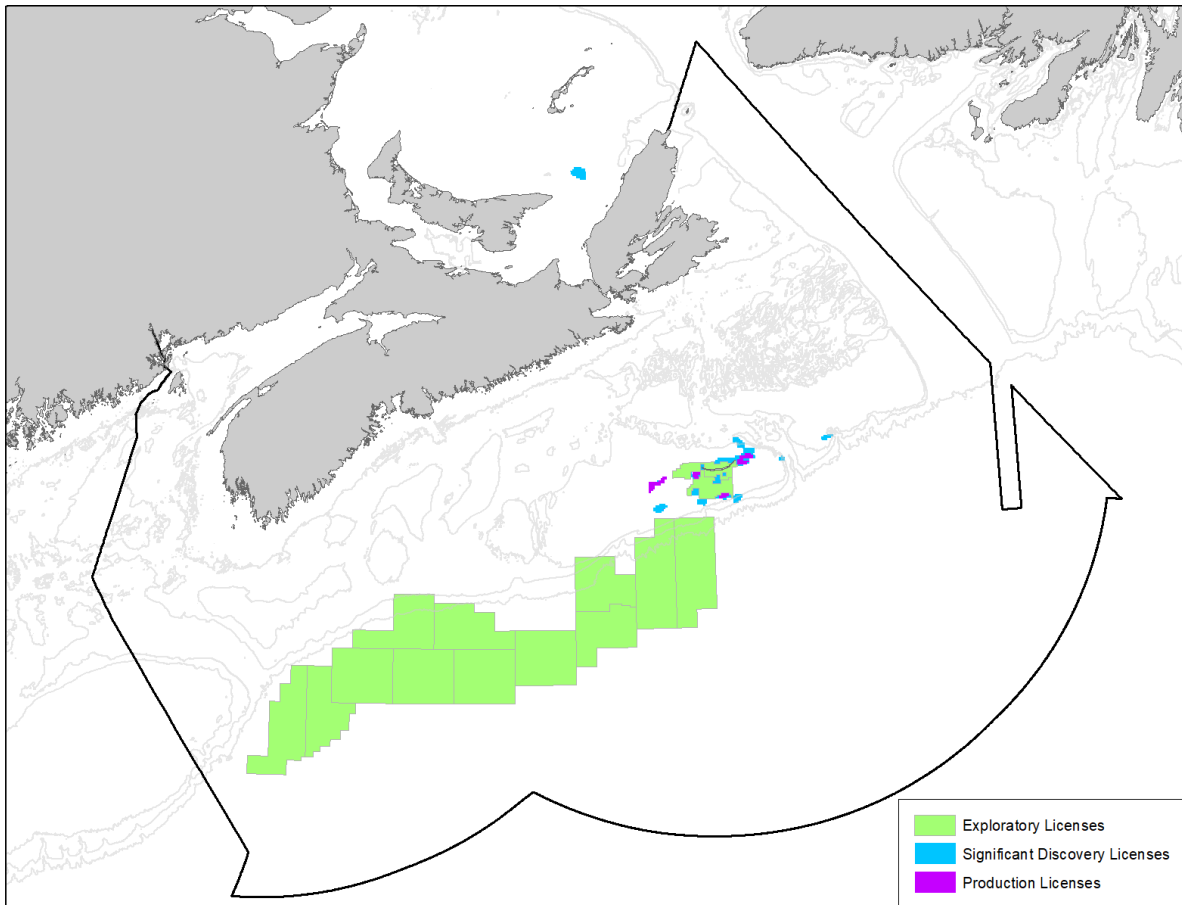 Exploratory Licenses
Significant Discovery Licenses
Production Licenses